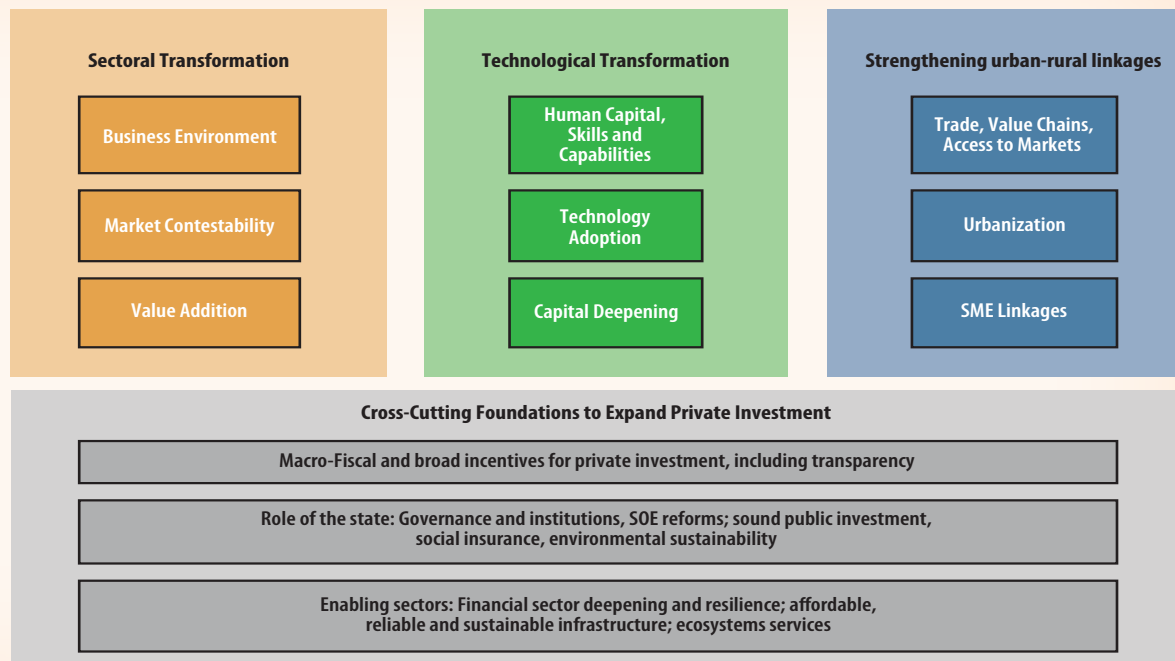 Sectoral Transformation
Business Environment
Market Contestability
Value Addition
Technological Transformation
Human Capital,
Skills and
Capabilities
Technology
Adoption
Capital Deepening
Strengthening urban-rural linkages
Trade, Value Chains,
Access to Markets
Urbanization
SME Linkages
Cross-Cutting Foundations to Expand Private Investment
Macro-Fiscal and broad incentives for private investment, including transparency
Role of the state: Governance and institutions, SOE reforms; sound public investment,
social insurance, environmental sustainability
Enabling sectors: Financial sector deepening and resilience; affordable,
reliable and sustainable infrastructure; ecosystems services